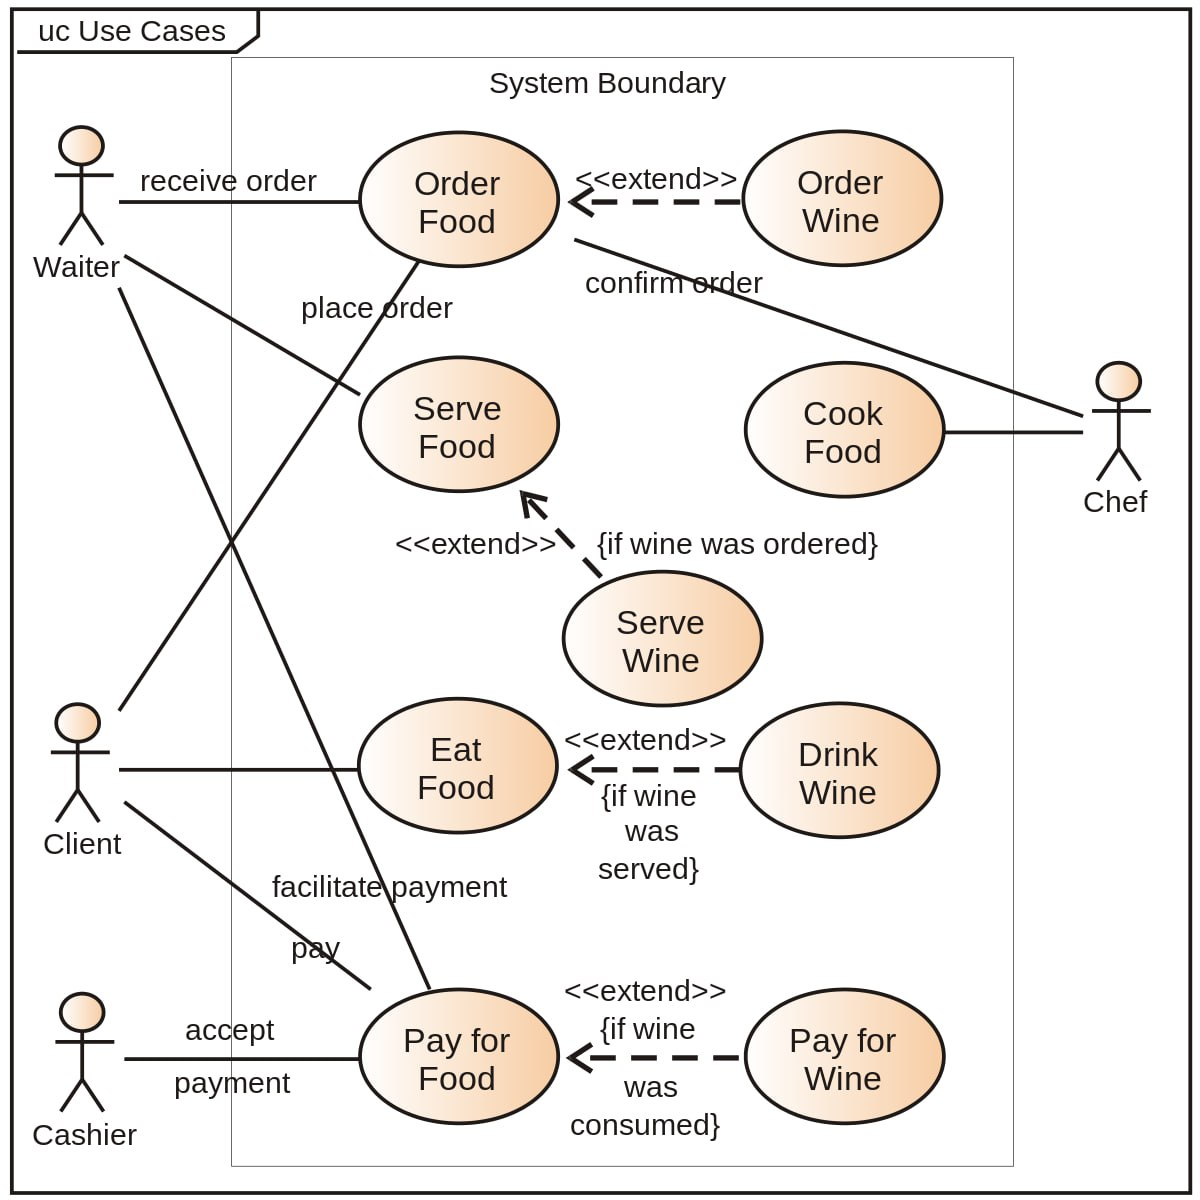 uc Use Cases
System Boundary
receive order
Order
Food
<<extend>>
Order
Wine
Waiter
place order
confirm order
Serve
Food
Cook
Food
Chef
<<extend>>
{if wine was ordered}
Serve
Wine
Eat
Food
<<extend>>
{if wine
was
served}
Drink
Wine
Client
facilitate payment
pay
accept
payment
Pay for
Food
<<extend>>
{if wine
was
consumed}
Pay for
Wine
Cashier